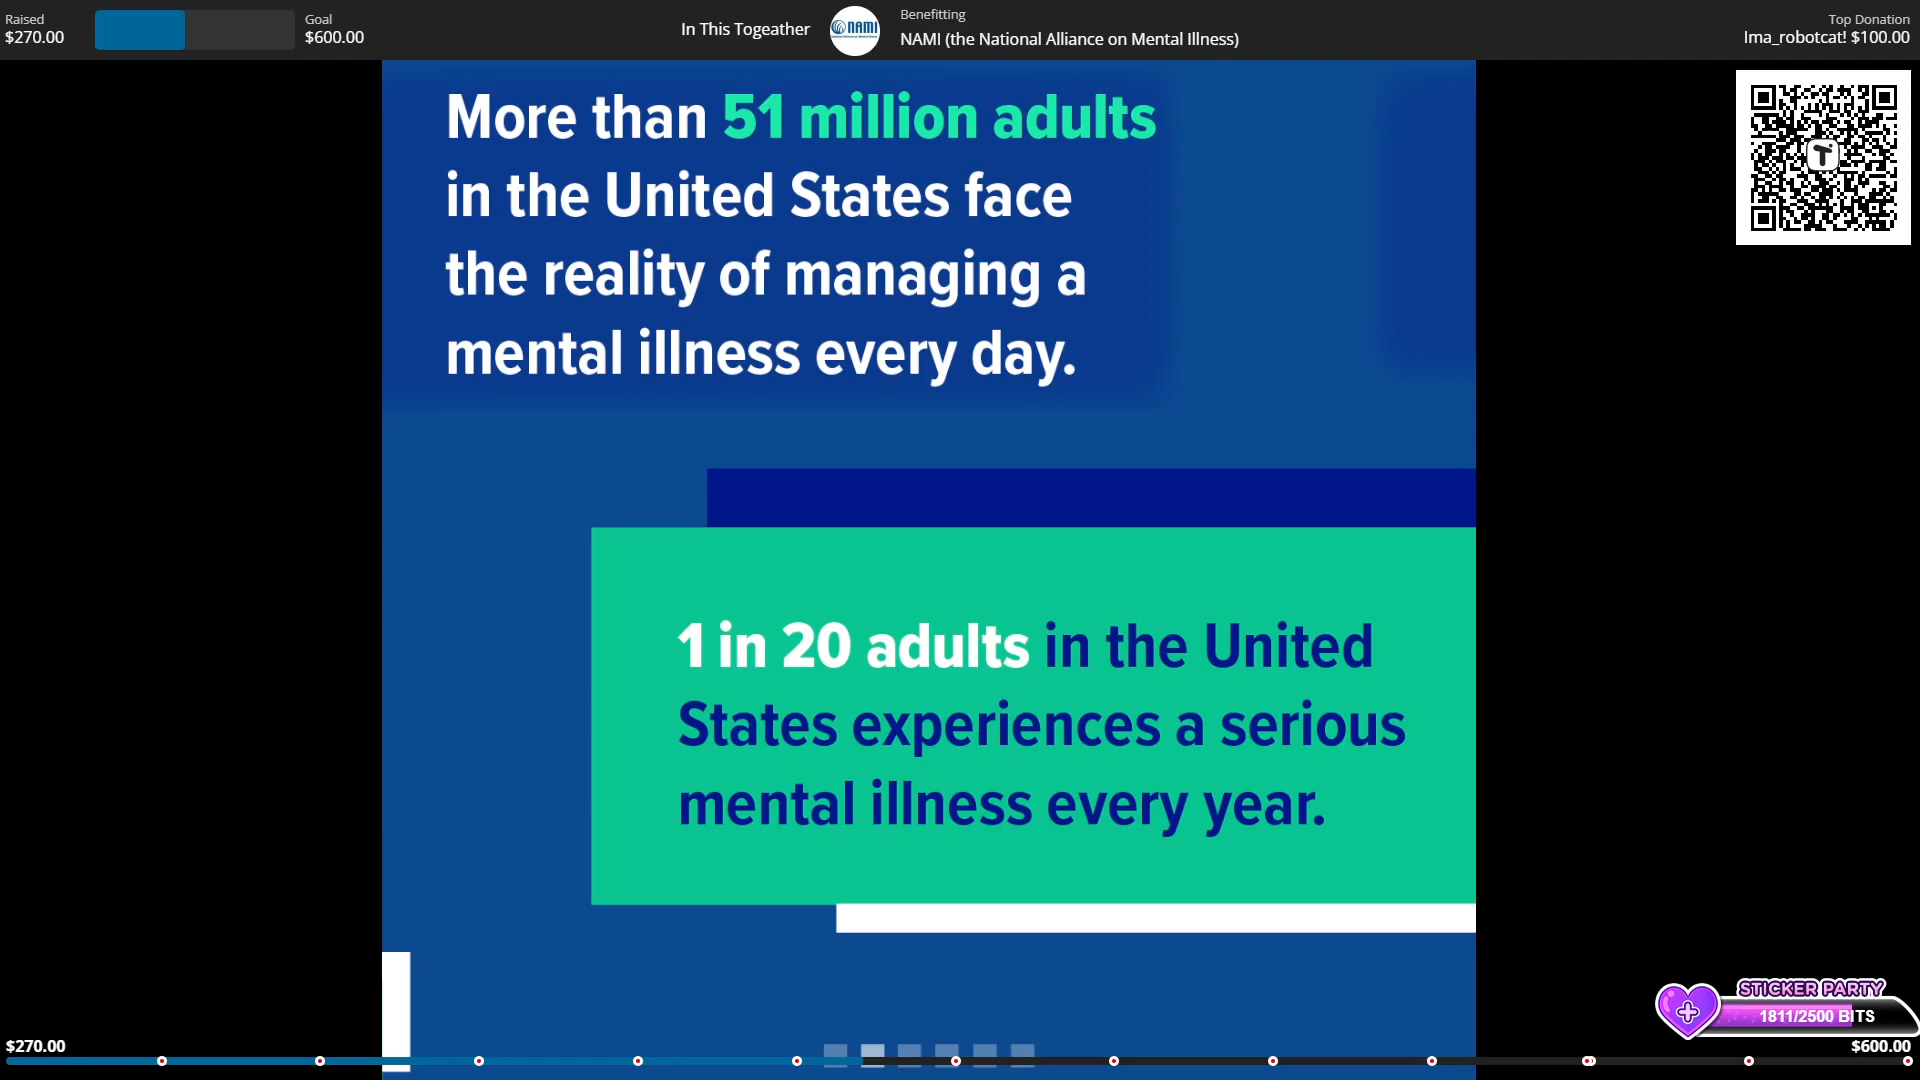 Raised
$270.00
Goal
$600.00
In This Togeather
NAMI
Benefitting
NAMI (the National Alliance on Mental Illness)
Top Donation
Ima_robotcat! $100.00
More than 51 million adults
in the United States face
the reality of managing a
mental illness every day.
1 in 20 adults in the United
States experiences a serious
mental illness every year.
STICKER PARTY
1811/2500 BITS
$270.00
$600.00